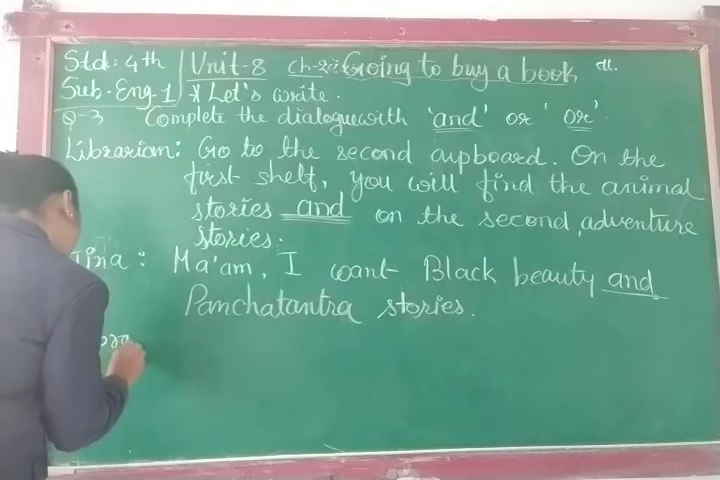 Std: 4th Unit-8 ch-2: Going to buy a book
Sub-Eng-1 * Let's write.
Q-3 Complete the dialogue with 'and' or 'or'.
Librarian: Go to the second cupboard. On the
first shelf, you will find the animal
stories and on the second, adventure
stories.
Tina: Ma'am, I want Black beauty and
Panchatantra stories.
bra